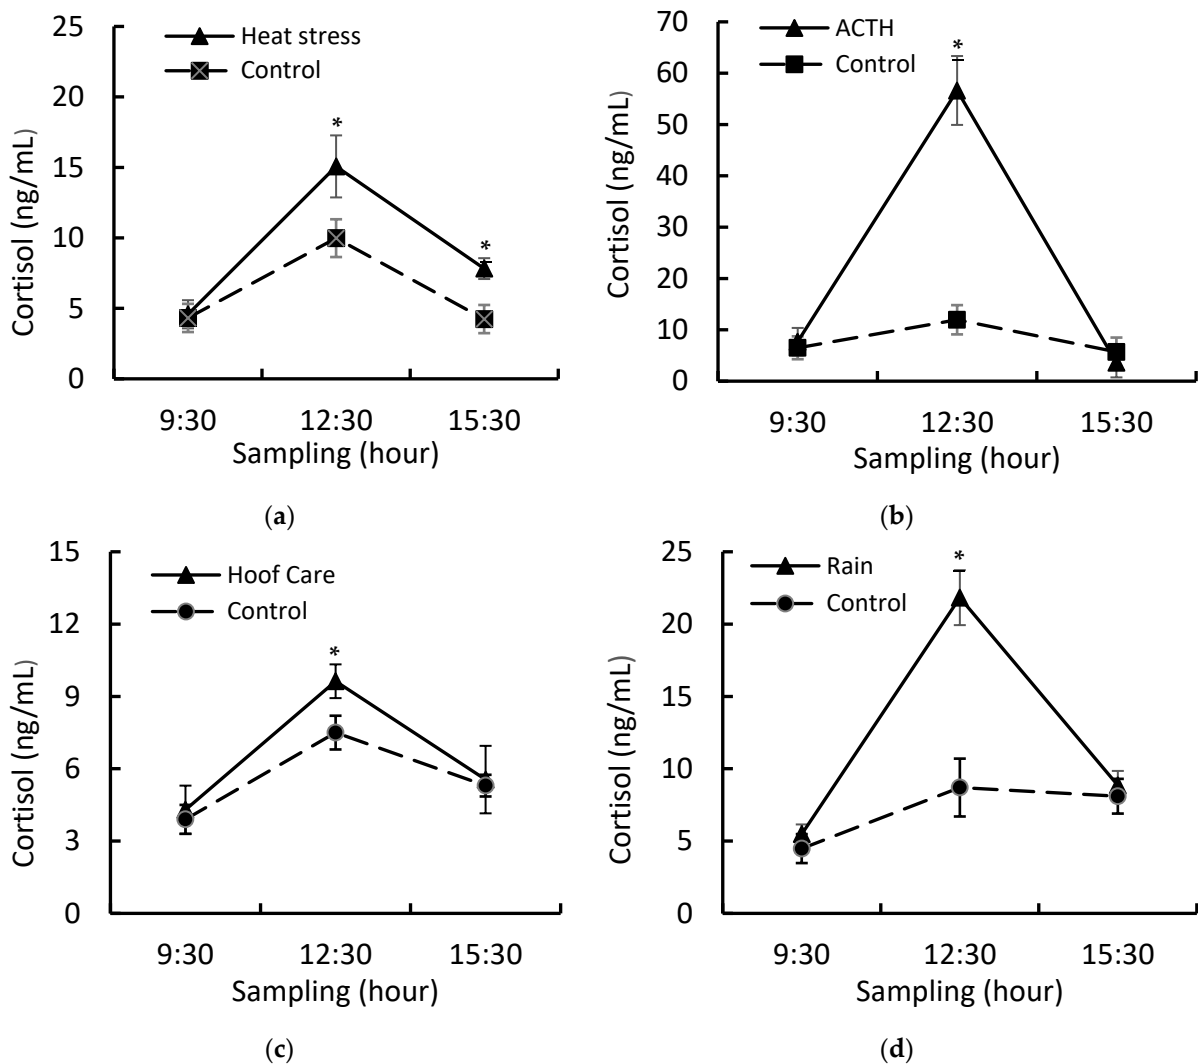 25
20
15
10
5
0
Cortisol (ng/mL)
Heat stress
Control
*
*
9:30 12:30 15:30
Sampling (hour)
(a)
70
60
50
40
30
20
10
0
Cortisol (ng/mL)
ACTH
Control
*
9:30 12:30 15:30
Sampling (hour)
(b)
15
12
9
6
3
0
Cortisol (ng/mL)
Hoof Care
Control
*
9:30 12:30 15:30
Sampling (hour)
(c)
25
20
15
10
5
0
Cortisol (ng/mL)
Rain
Control
*
9:30 12:30 15:30
Sampling (hour)
(d)